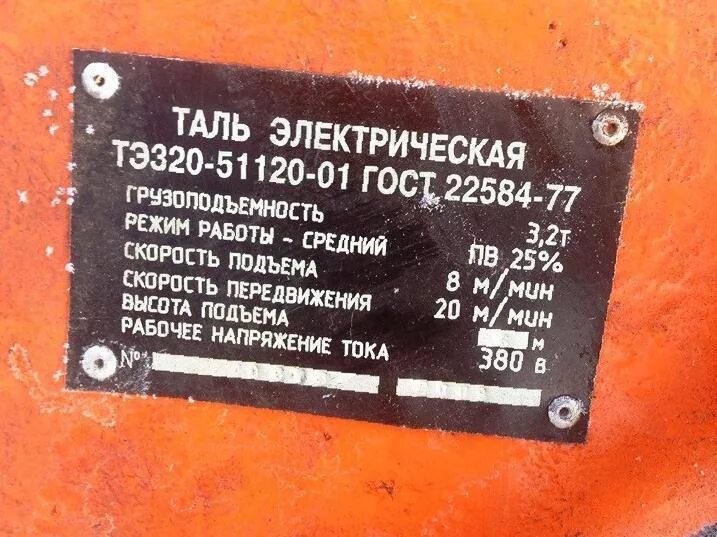 ТАЛЬ ЭЛЕКТРИЧЕСКАЯ
ТЭ320-51120-01 ГОСТ 22584-77
ГРУЗОПОДЪЕМНОСТЬ 3,2т
РЕЖИМ РАБОТЫ - СРЕДНИЙ ПВ 25%
СКОРОСТЬ ПОДЪЕМА 8 м/мин
СКОРОСТЬ ПЕРЕДВИЖЕНИЯ 20 м/мин
ВЫСОТА ПОДЪЕМА м
РАБОЧЕЕ НАПРЯЖЕНИЕ ТОКА 380 В
№